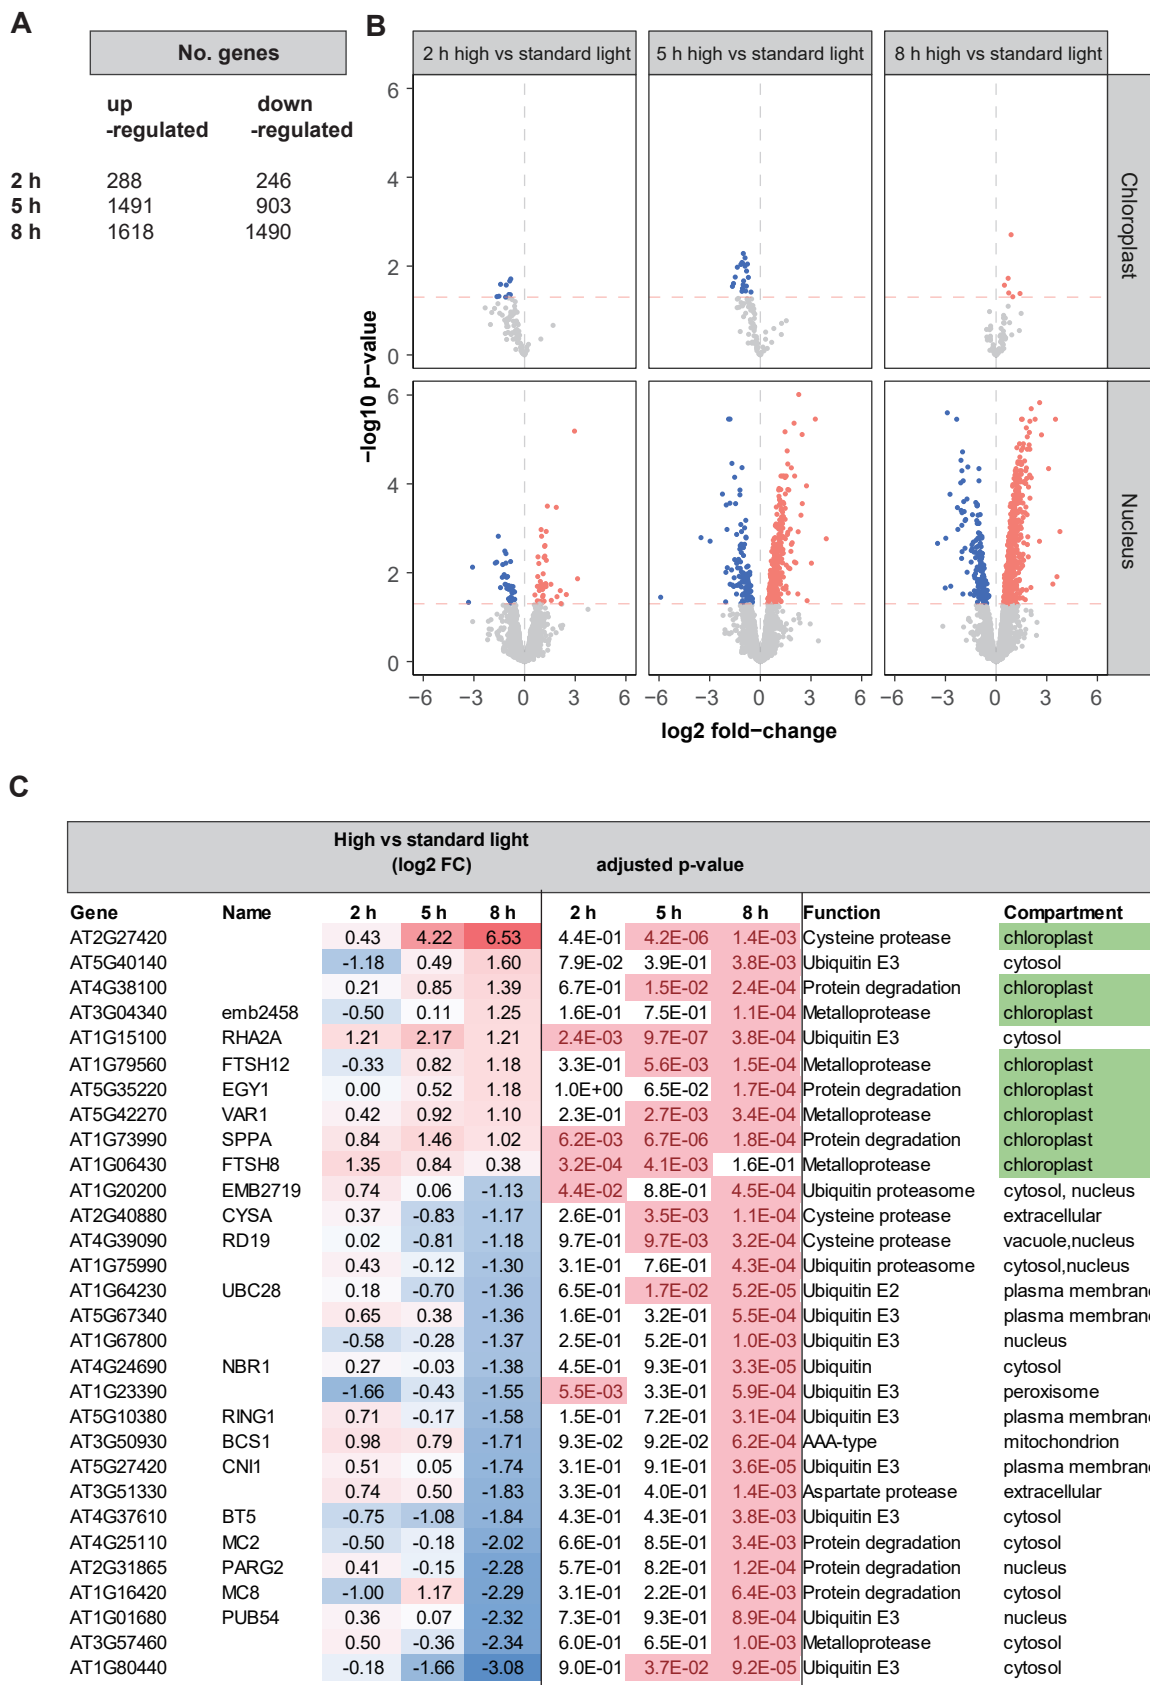 A
No. genes
up -regulated down -regulated
2 h 288 246
5 h 1491 903
8 h 1618 1490
B
2 h high vs standard light 5 h high vs standard light 8 h high vs standard light
Chloroplast
6
4
2
0
Nucleus
6
4
2
0
−log10 p−value
−6 −3 0 3 6 −6 −3 0 3 6 −6 −3 0 3 6
log2 fold−change
C
High vs standard light
(log2 FC) adjusted p-value
Gene Name 2 h 5 h 8 h 2 h 5 h 8 h Function Compartment
AT2G27420 0.43 4.22 6.53 4.4E-01 4.2E-06 1.4E-03 Cysteine protease chloroplast
AT5G40140 -1.18 0.49 1.60 7.9E-02 3.9E-01 3.8E-03 Ubiquitin E3 cytosol
AT4G38100 0.21 0.85 1.39 6.7E-01 1.5E-02 2.4E-04 Protein degradation chloroplast
AT3G04340 emb2458 -0.50 0.11 1.25 1.6E-01 7.5E-01 1.1E-04 Metalloprotease chloroplast
AT1G15100 RHA2A 1.21 2.17 1.21 2.4E-03 9.7E-07 3.8E-04 Ubiquitin E3 cytosol
AT1G79560 FTSH12 -0.33 0.82 1.18 3.3E-01 5.6E-03 1.5E-04 Metalloprotease chloroplast
AT5G35220 EGY1 0.00 0.52 1.18 1.0E+00 6.5E-02 1.7E-04 Protein degradation chloroplast
AT5G42270 VAR1 0.42 0.92 1.10 2.3E-01 2.7E-03 3.4E-04 Metalloprotease chloroplast
AT1G73990 SPPA 0.84 1.46 1.02 6.2E-03 6.7E-06 1.8E-04 Protein degradation chloroplast
AT1G06430 FTSH8 1.35 0.84 0.38 3.2E-04 4.1E-03 1.6E-01 Metalloprotease chloroplast
AT1G20200 EMB2719 0.74 0.06 -1.13 4.4E-02 8.8E-01 4.5E-04 Ubiquitin proteasome cytosol, nucleus
AT2G40880 CYSA 0.37 -0.83 -1.17 2.6E-01 3.5E-03 1.1E-04 Cysteine protease extracellular
AT4G39090 RD19 0.02 -0.81 -1.18 9.7E-01 9.7E-03 3.2E-04 Cysteine protease vacuole,nucleus
AT1G75990 0.43 -0.12 -1.30 3.1E-01 7.6E-01 4.3E-04 Ubiquitin proteasome cytosol,nucleus
AT1G64230 UBC28 0.18 -0.70 -1.36 6.5E-01 1.7E-02 5.2E-05 Ubiquitin E2 plasma membrane
AT5G67340 0.65 0.38 -1.36 1.6E-01 3.2E-01 5.5E-04 Ubiquitin E3 plasma membrane
AT1G67800 -0.58 -0.28 -1.37 2.5E-01 5.2E-01 1.0E-03 Ubiquitin E3 nucleus
AT4G24690 NBR1 0.27 -0.03 -1.38 4.5E-01 9.3E-01 3.3E-05 Ubiquitin cytosol
AT1G23390 -1.66 -0.43 -1.55 5.5E-03 3.3E-01 5.9E-04 Ubiquitin E3 peroxisome
AT5G10380 RING1 0.71 -0.17 -1.58 1.5E-01 7.2E-01 3.1E-04 Ubiquitin E3 plasma membrane
AT3G50930 BCS1 0.98 0.79 -1.71 9.3E-02 9.2E-02 6.2E-04 AAA-type mitochondrion
AT5G27420 CNI1 0.51 0.05 -1.74 3.1E-01 9.1E-01 3.6E-05 Ubiquitin E3 plasma membrane
AT3G51330 0.74 0.50 -1.83 3.3E-01 4.0E-01 1.4E-03 Aspartate protease extracellular
AT4G37610 BT5 -0.75 -1.08 -1.84 4.3E-01 4.3E-01 3.8E-03 Ubiquitin E3 cytosol
AT4G25110 MC2 -0.50 -0.18 -2.02 6.6E-01 8.5E-01 3.4E-03 Protein degradation cytosol
AT2G31865 PARG2 0.41 -0.15 -2.28 5.7E-01 8.2E-01 1.2E-04 Protein degradation nucleus
AT1G16420 MC8 -1.00 1.17 -2.29 3.1E-01 2.2E-01 6.4E-03 Protein degradation cytosol
AT1G01680 PUB54 0.36 0.07 -2.32 7.3E-01 9.3E-01 8.9E-04 Ubiquitin E3 nucleus
AT3G57460 0.50 -0.36 -2.34 6.0E-01 6.5E-01 1.0E-03 Metalloprotease cytosol
AT1G80440 -0.18 -1.66 -3.08 9.0E-01 3.7E-02 9.2E-05 Ubiquitin E3 cytosol